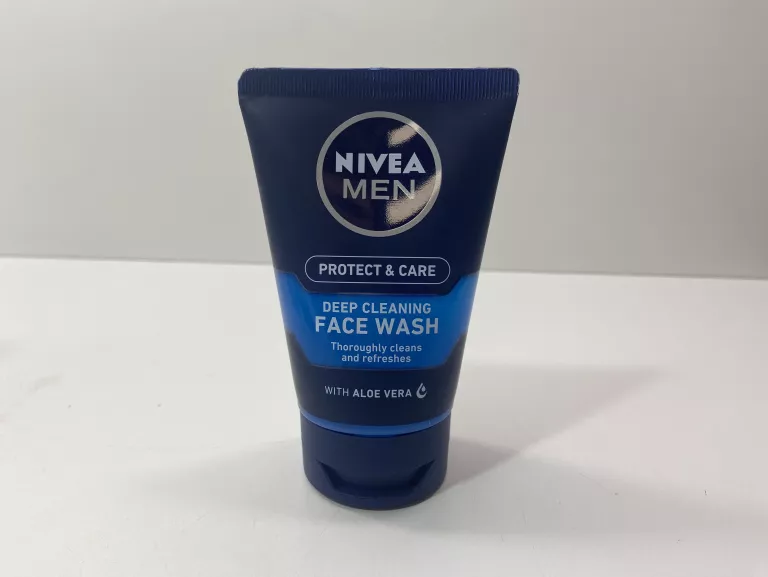 NIVEA
MEN
PROTECT & CARE
DEEP CLEANING
FACE WASH
Thoroughly cleans
and refreshes
WITH ALOE VERA